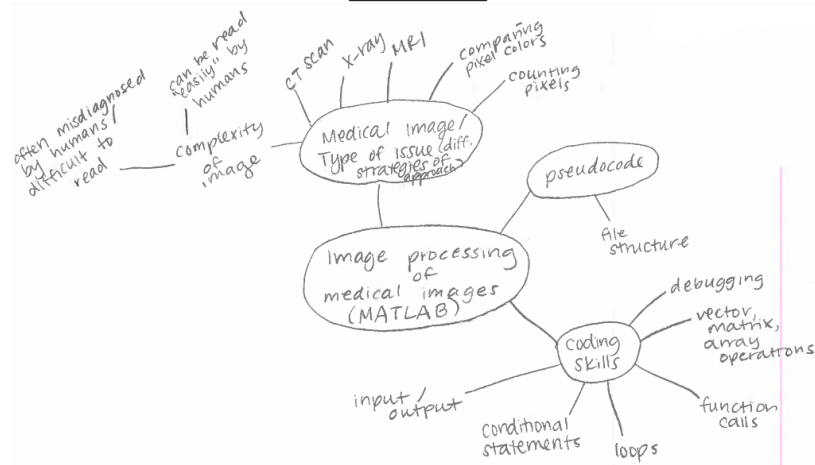 often misdiagnosed
by humans/
difficult to
read
can be read
"easily" by
humans
complexity
of
image
CT scan
X-ray
MRI
comparing
pixel colors
counting
pixels
Medical Image/
Type of issue (diff.
strategies of
approach)
pseudocode
file
structure
Image processing
of
medical images
(MATLAB)
coding
skills
debugging
vector,
matrix,
array
operations
function
calls
loops
conditional
statements
input/
output